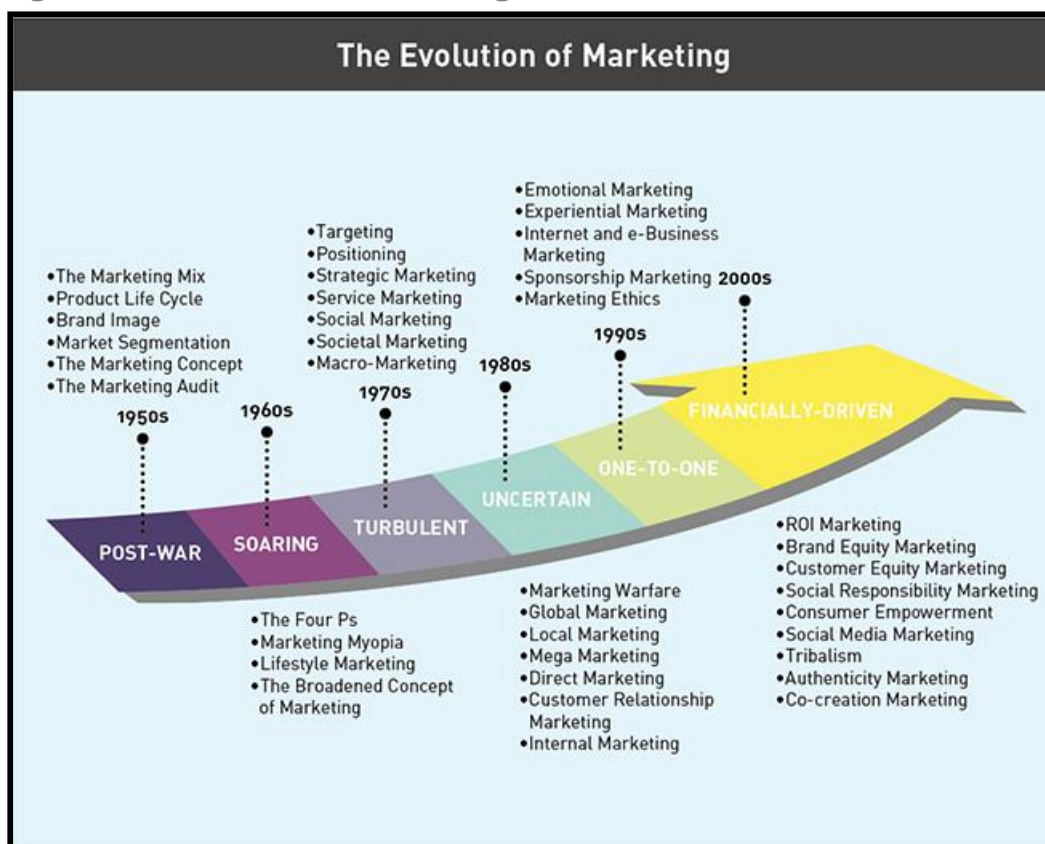 The Evolution of Marketing
•The Marketing Mix
•Product Life Cycle
•Brand Image
•Market Segmentation
•The Marketing Concept
•The Marketing Audit
1950s
POST-WAR
1960s
SOARING
•The Four Ps
•Marketing Myopia
•Lifestyle Marketing
•The Broadened Concept
of Marketing
•Targeting
•Positioning
•Strategic Marketing
•Service Marketing
•Social Marketing
•Societal Marketing
•Macro-Marketing
1970s
TURBULENT
1980s
UNCERTAIN
•Marketing Warfare
•Global Marketing
•Local Marketing
•Mega Marketing
•Direct Marketing
•Customer Relationship
Marketing
•Internal Marketing
•Emotional Marketing
•Experiential Marketing
•Internet and e-Business
Marketing
•Sponsorship Marketing
•Marketing Ethics
1990s
ONE-TO-ONE
2000s
FINANCIALLY-DRIVEN
•ROI Marketing
•Brand Equity Marketing
•Customer Equity Marketing
•Social Responsibility Marketing
•Consumer Empowerment
•Social Media Marketing
•Tribalism
•Authenticity Marketing
•Co-creation Marketing